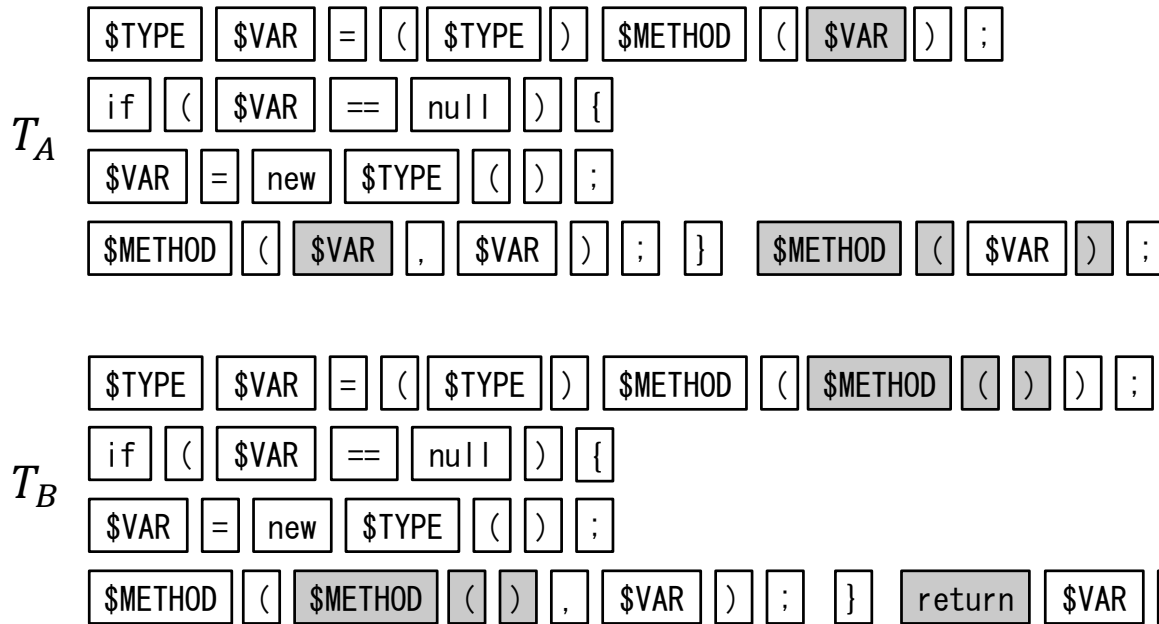 $TYPE $VAR = ( $TYPE ) $METHOD ( $VAR ) ;
T_A
if ( $VAR == null ) {
$VAR = new $TYPE ( ) ;
$METHOD ( $VAR , $VAR ) ; } $METHOD ( $VAR ) ;
$TYPE $VAR = ( $TYPE ) $METHOD ( $METHOD ( ) ) ;
if ( $VAR == null ) {
T_B
$VAR = new $TYPE ( ) ;
$METHOD ( $METHOD ( ) , $VAR ) ; } return $VAR